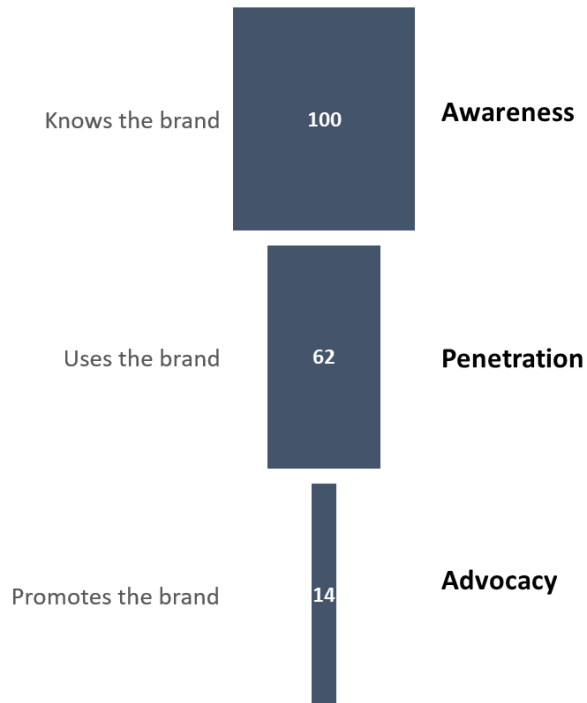 Knows the brand
100
Awareness
Uses the brand
62
Penetration
Promotes the brand
14
Advocacy